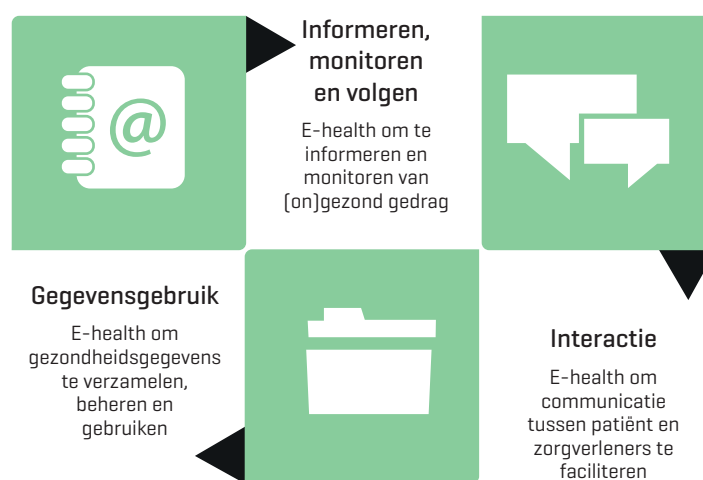 @
Informeren,
monitoren
en volgen
E-health om te
informeren en
monitoren van
(on)gezond gedrag
Gegevensgebruik
E-health om
gezondheidsgegevens
te verzamelen,
beheren en
gebruiken
Interactie
E-health om
communicatie
tussen patiënt en
zorgverleners te
faciliteren